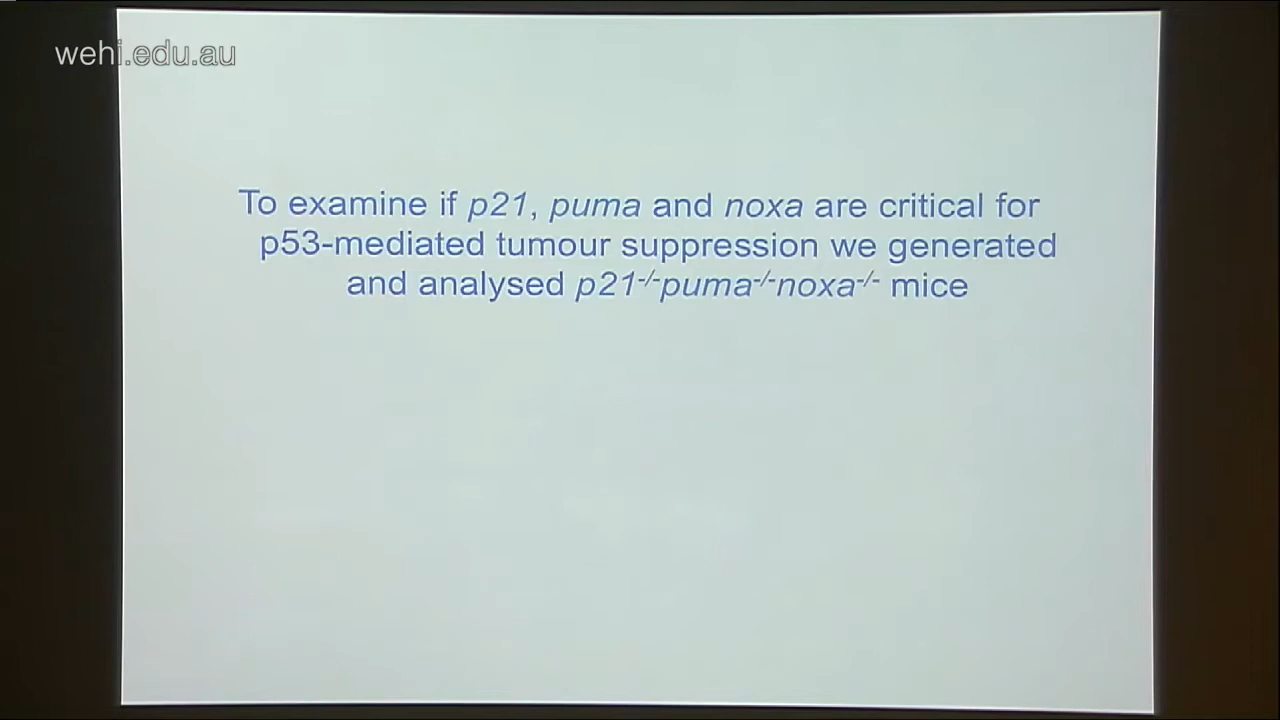 wehi.edu.au
To examine if p21, puma and noxa are critical for
p53-mediated tumour suppression we generated
and analysed p21-/-puma-/-noxa-/- mice